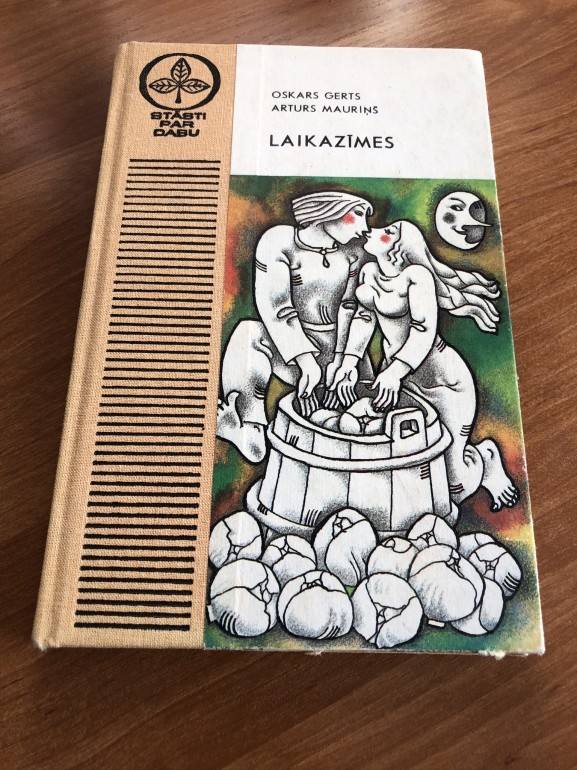 STĀSTI
PAR
DABU
OSKARS GERTS
ARTURS MAURIŅŠ
LAIKAZĪMES